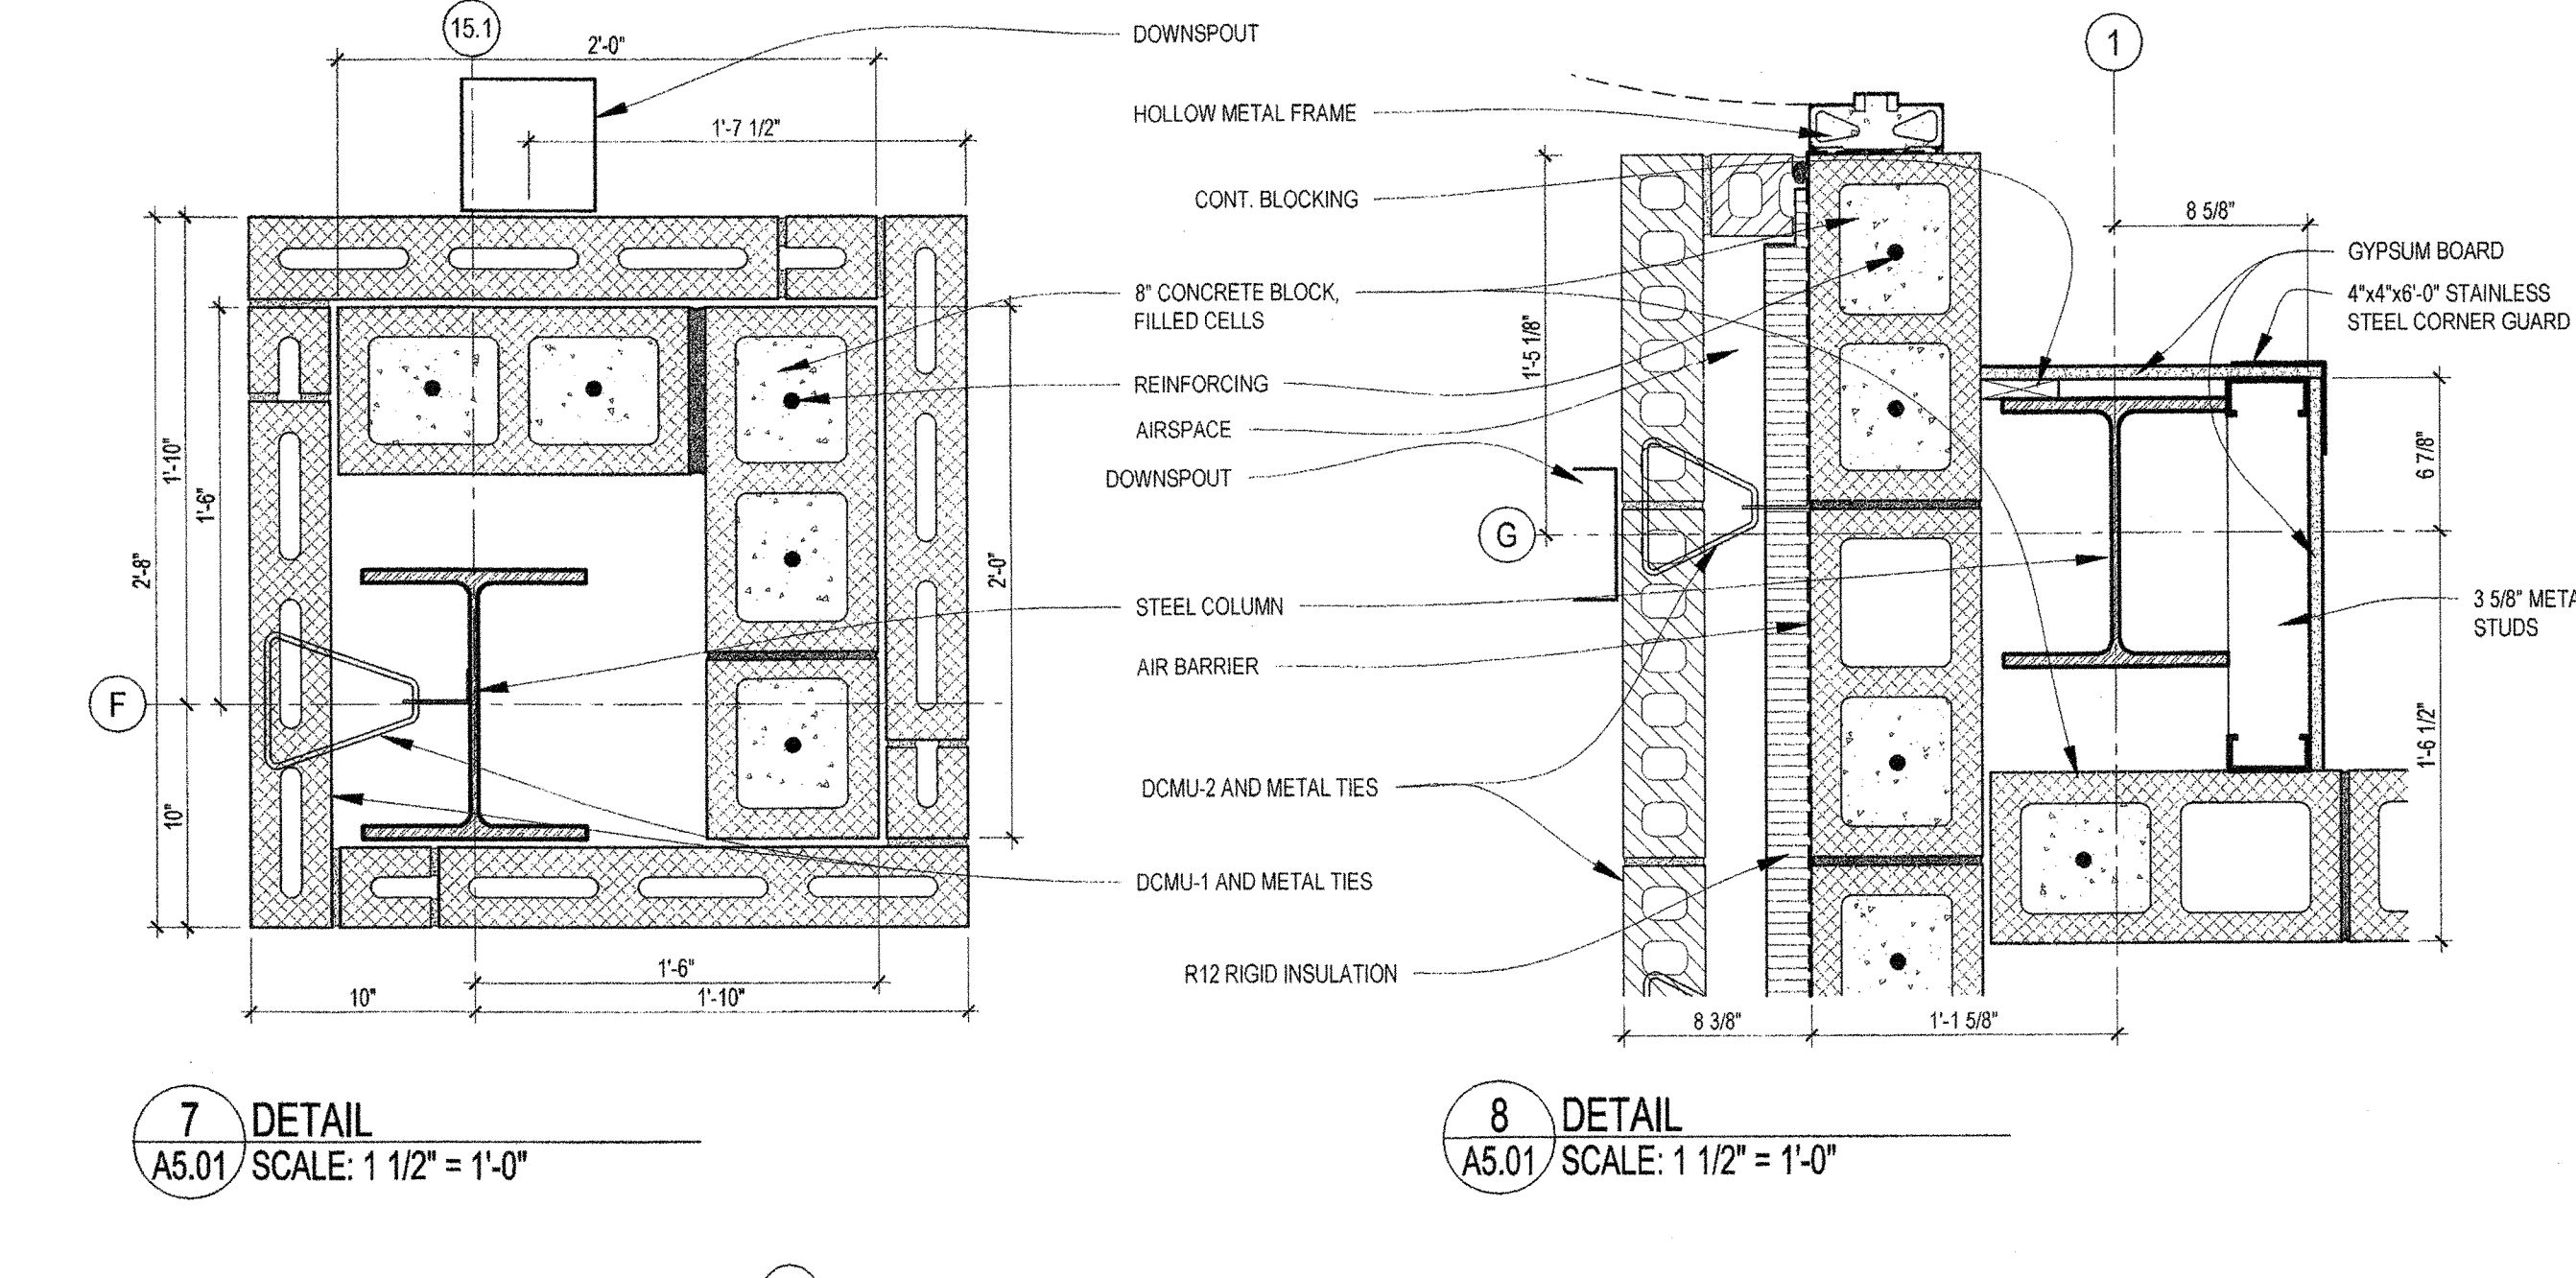 15.1
2'-0"
1'-7 1/2"
2'-8"
1'-10"
1'-6"
10"
2'-0"
F
1'-6"
10"
1'-10"
DOWNSPOUT
HOLLOW METAL FRAME
CONT. BLOCKING
8" CONCRETE BLOCK,
FILLED CELLS
REINFORCING
AIRSPACE
DOWNSPOUT
STEEL COLUMN
AIR BARRIER
DCMU-2 AND METAL TIES
DCMU-1 AND METAL TIES
R12 RIGID INSULATION
1
8 5/8"
GYPSUM BOARD
4"x4"x6'-0" STAINLESS
STEEL CORNER GUARD
1'-5 1/8"
G
6 7/8"
3 5/8" META
STUDS
1'-6 1/2"
8 3/8"
1'-1 5/8"
7
DETAIL
A5.01
SCALE: 1 1/2" = 1'-0"
8
DETAIL
A5.01
SCALE: 1 1/2" = 1'-0"